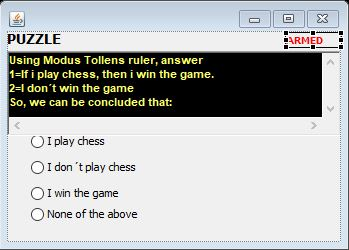 PUZZLE
ARMED
Using Modus Tollens ruler, answer
1=If i play chess, then i win the game.
2=I don´t win the game
So, we can be concluded that:
I play chess
I don ´t play chess
I win the game
None of the above